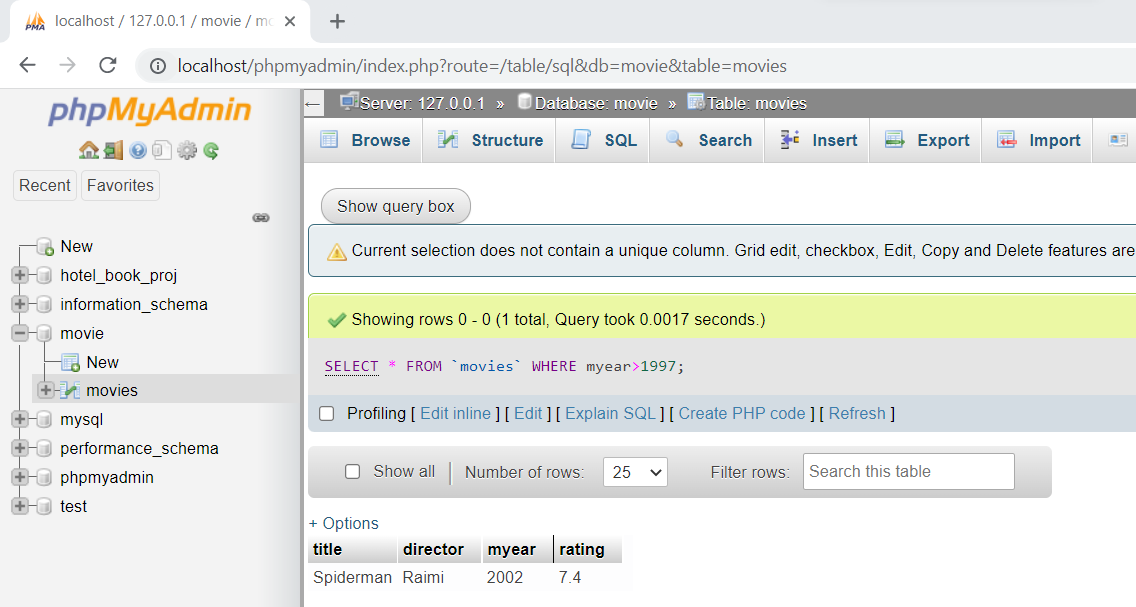 localhost / 127.0.0.1 / movie / mo
localhost/phpmyadmin/index.php?route=/table/sql&db=movie&table=movies
phpMyAdmin
Recent Favorites
New
hotel_book_proj
information_schema
movie
New
movies
mysql
performance_schema
phpmyadmin
test
Server: 127.0.0.1 » Database: movie » Table: movies
Browse Structure SQL Search Insert Export Import
Show query box
Current selection does not contain a unique column. Grid edit, checkbox, Edit, Copy and Delete features are
Showing rows 0 - 0 (1 total, Query took 0.0017 seconds.)
SELECT * FROM `movies` WHERE myear>1997;
Profiling [ Edit inline ] [ Edit ] [ Explain SQL ] [ Create PHP code ] [ Refresh ]
Show all Number of rows: 25 Filter rows: Search this table
+ Options
title director myear rating
Spiderman Raimi 2002 7.4